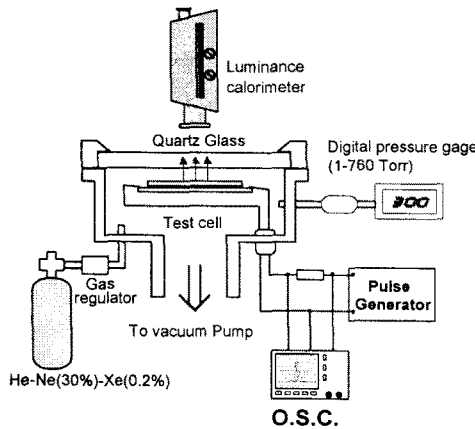 Luminance
calorimeter
Quartz Glass
Digital pressure gage
(1-760 Torr)
300
Test cell
Gas
regulator
Pulse
Generator
To vacuum Pump
He-Ne(30%)-Xe(0.2%)
O.S.C.